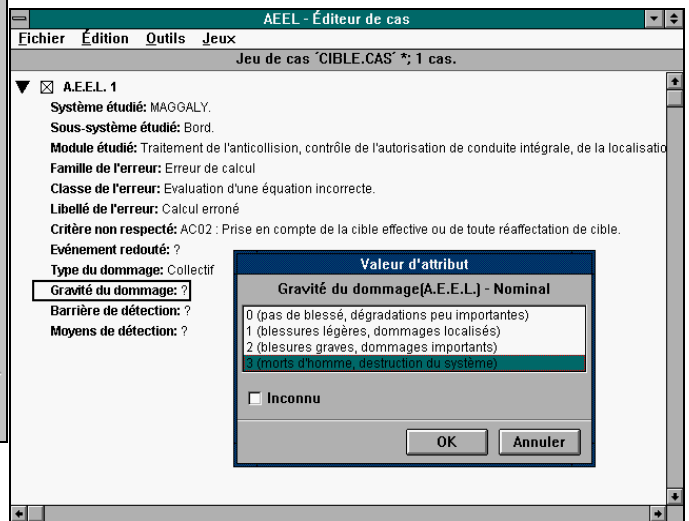 AEEL - Éditeur de cas
Fichier Édition Outils Jeux
Jeu de cas ´CIBLE.CAS´ *; 1 cas.
A.E.E.L. 1
Système étudié: MAGGALY.
Sous-système étudié: Bord.
Module étudié: Traitement de l'anticollision, contrôle de l'autorisation de conduite intégrale, de la localisatio
Famille de l'erreur: Erreur de calcul
Classe de l'erreur: Evaluation d'une équation incorrecte.
Libellé de l'erreur: Calcul erroné
Critère non respecté: AC02 : Prise en compte de la cible effective ou de toute réaffectation de cible.
Evénement redouté: ?
Type du dommage: Collectif
Gravité du dommage: ?
Barrière de détection: ?
Moyens de détection: ?
Valeur d'attribut
Gravité du dommage(A.E.E.L.) - Nominal
0 (pas de blessé, dégradations peu importantes)
1 (blessures légères, dommages localisés)
2 (blesures graves, dommages importants)
3 (morts d'homme, destruction du système)
Inconnu
OK Annuler